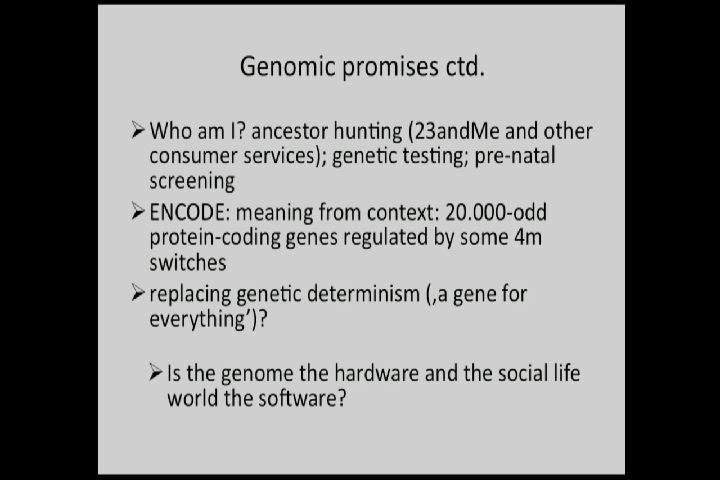 Genomic promises ctd.
➢Who am I? ancestor hunting (23andMe and other
consumer services); genetic testing; pre-natal
screening
➢ENCODE: meaning from context: 20.000-odd
protein-coding genes regulated by some 4m
switches
➢replacing genetic determinism (‚a gene for
everything’)?
➢Is the genome the hardware and the social life
world the software?